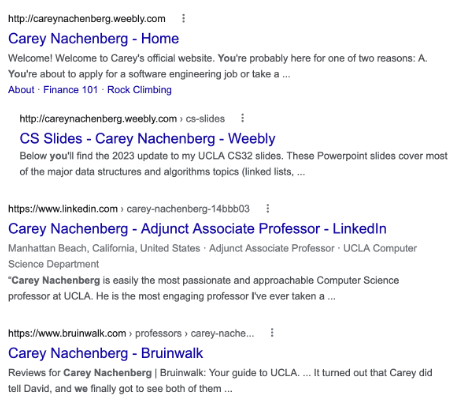 http://careynachenberg.weebly.com
Carey Nachenberg - Home
Welcome! Welcome to Carey's official website. You're probably here for one of two reasons: A.
You're about to apply for a software engineering job or take a ...
About · Finance 101 · Rock Climbing
http://careynachenberg.weebly.com › cs-slides
CS Slides - Carey Nachenberg - Weebly
Below you'll find the 2023 update to my UCLA CS32 slides. These Powerpoint slides cover most
of the major data structures and algorithms topics (linked lists, ...
https://www.linkedin.com › carey-nachenberg-14bbb03
Carey Nachenberg - Adjunct Associate Professor - LinkedIn
Manhattan Beach, California, United States · Adjunct Associate Professor · UCLA Computer
Science Department
"Carey Nachenberg is easily the most passionate and approachable Computer Science
professor at UCLA. He is the most engaging professor I've ever taken a ...
https://www.bruinwalk.com › professors › carey-nache...
Carey Nachenberg - Bruinwalk
Reviews for Carey Nachenberg | Bruinwalk: Your guide to UCLA. ... It turned out that Carey did
tell David, and we finally got to see both of them ...